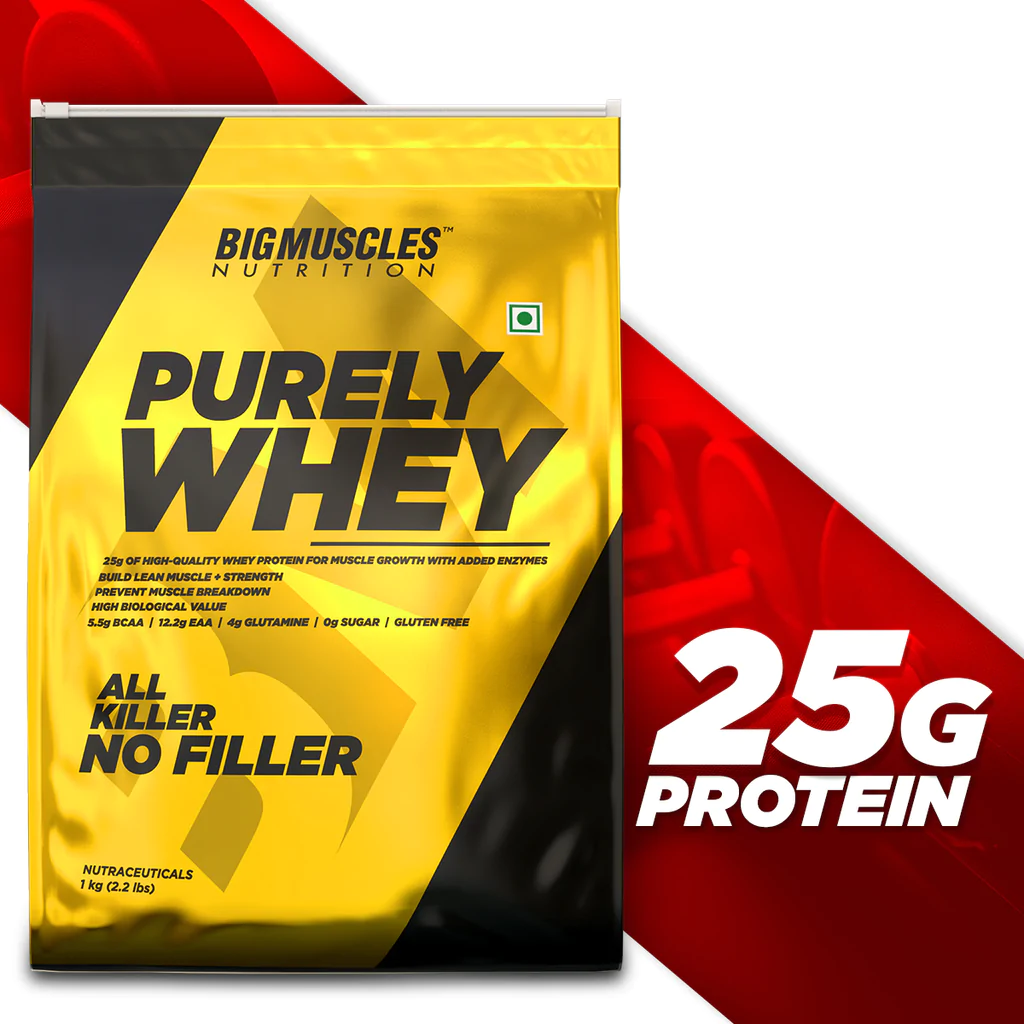 BIGMUSCLES™
NUTRITION
PURELY
WHEY
25g OF HIGH-QUALITY WHEY PROTEIN FOR MUSCLE GROWTH WITH ADDED ENZYMES
BUILD LEAN MUSCLE + STRENGTH
PREVENT MUSCLE BREAKDOWN
HIGH BIOLOGICAL VALUE
5.5g BCAA | 12.2g EAA | 4g GLUTAMINE | 0g SUGAR | GLUTEN FREE
ALL
KILLER
NO FILLER
NUTRACEUTICALS
1 kg (2.2 lbs)
25G
PROTEIN